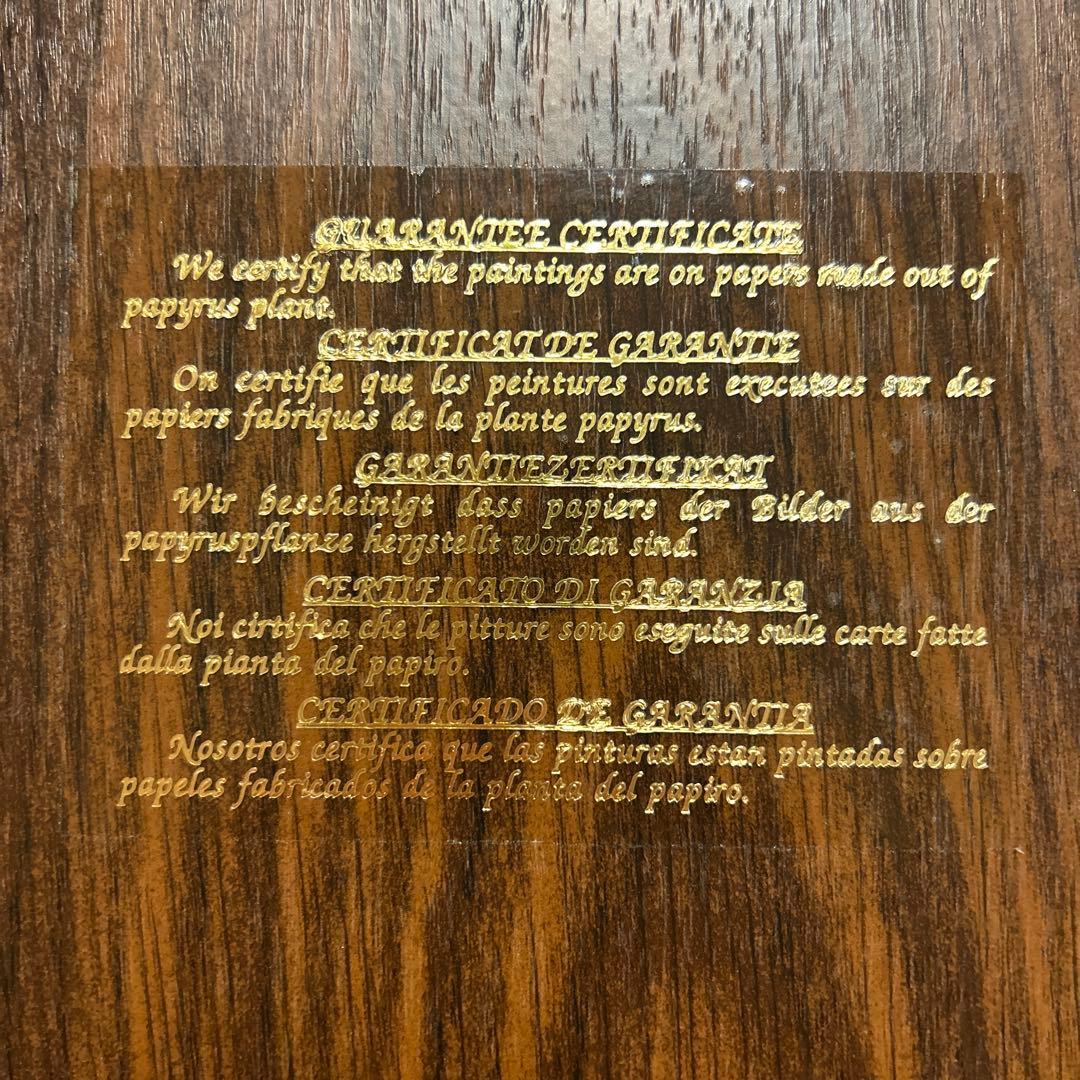 GUARANTEE CERTIFICATE
We certify that the paintings are on papers made out of
papyrus plant.
CERTIFICAT DE GARANTIE
On certifie que les peintures sont executees sur des
papiers fabriques de la plante papyrus.
GARANTIEZERTIFIKAT
Wir bescheinigt dass papiers der Bilder aus der
papyruspflanze hergstellt worden sind.
CERTIFICATO DI GARANZIA
Noi cirtifica che le pitture sono eseguite sulle carte fatte
dalla pianta del papiro.
CERTIFICADO DE GARANTIA
Nosotros certifica que las pinturas estan pintadas sobre
papeles fabricados de la planta del papiro.